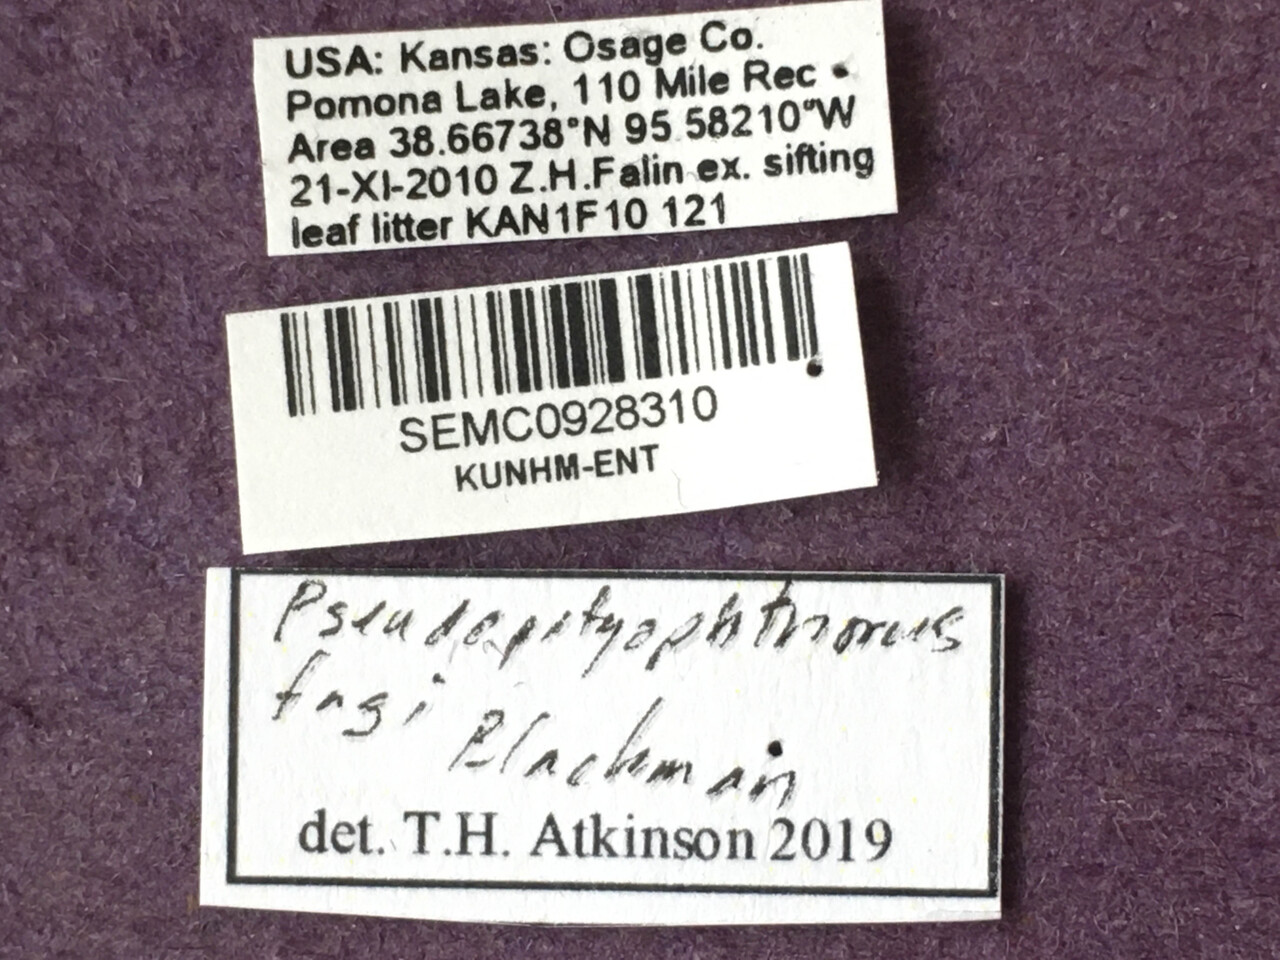 USA: Kansas: Osage Co.
Pomona Lake, 110 Mile Rec
Area 38.66738°N 95.58210°W
21-XI-2010 Z.H.Falin ex. sifting
leaf litter KAN1F10 121
SEMC0928310
KUNHM-ENT
Pseudopityophthorus
fagi
Blackman
det. T.H. Atkinson 2019